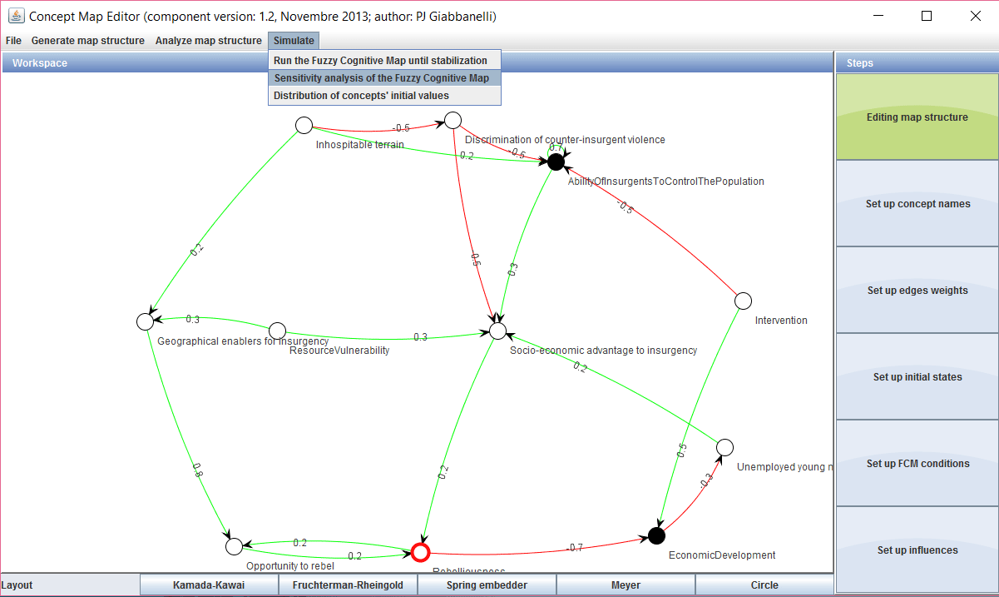 Concept Map Editor (component version: 1.2, Novembre 2013; author: PJ Giabbanelli)
File Generate map structure Analyze map structure Simulate
Run the Fuzzy Cognitive Map until stabilization
Sensitivity analysis of the Fuzzy Cognitive Map
Distribution of concepts' initial values
Workspace
Steps
Editing map structure
Set up concept names
Set up edges weights
Set up initial states
Set up FCM conditions
Set up influences
-0.5
Inhospitable terrain
Discrimination of counter-insurgent violence
0.7
0.2
-0.6
AbilityOfInsurgentsToControlThePopulation
-0.5
0.2
0.6
0.3
Intervention
0.3
Geographical enablers for insurgency
ResourceVulnerability
0.3
Socio-economic advantage to insurgency
0.2
0.5
Unemployed young
0.8
0.2
-0.3
0.2
0.2
Opportunity to rebel
-0.7
EconomicDevelopment
Rebelliousness
Layout
Kamada-Kawai
Fruchterman-Rheingold
Spring embedder
Meyer
Circle